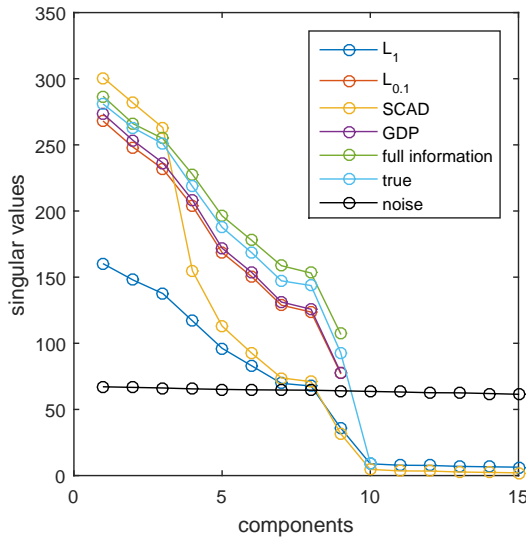 350
300
250
200
150
100
50
0
singular values
L1
L0.1
SCAD
GDP
full information
true
noise
0 5 10 15
components